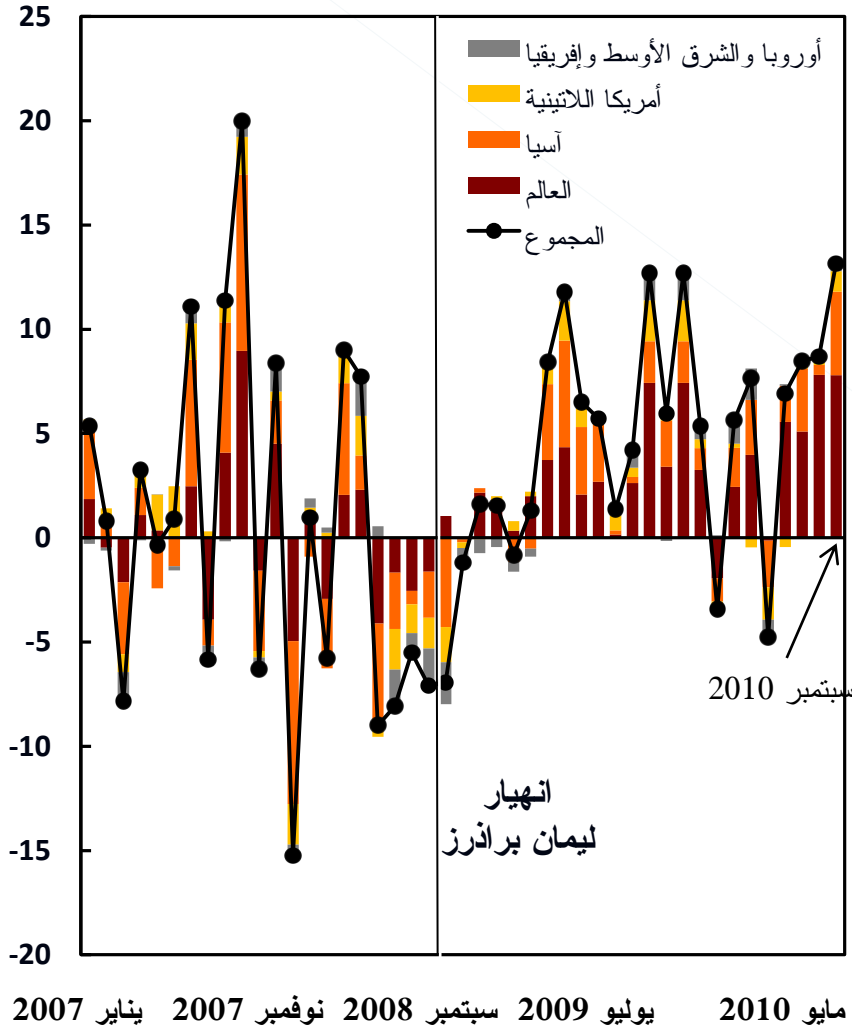 25
20
15
10
5
0
-5
-10
-15
-20
أوروبا والشرق الأوسط وإفريقيا
أمريكا اللاتينية
آسيا
العالم
المجموع
سبتمبر 2010
انهيار
ليمان براذرز
يناير 2007
نوفمبر 2007
سبتمبر 2008
يوليو 2009
مايو 2010